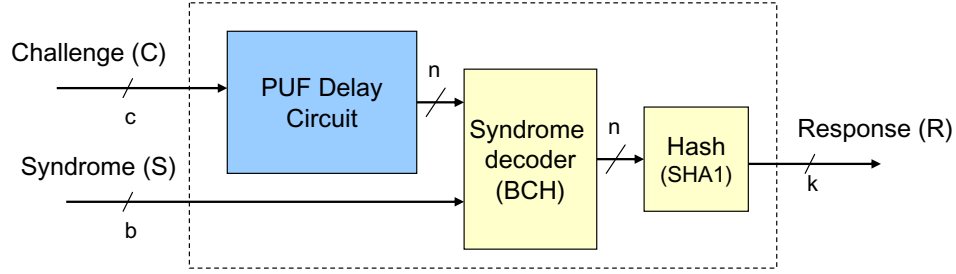 Challenge (C)
c
PUF Delay
Circuit
n
Syndrome (S)
b
Syndrome
decoder
(BCH)
n
Hash
(SHA1)
Response (R)
k